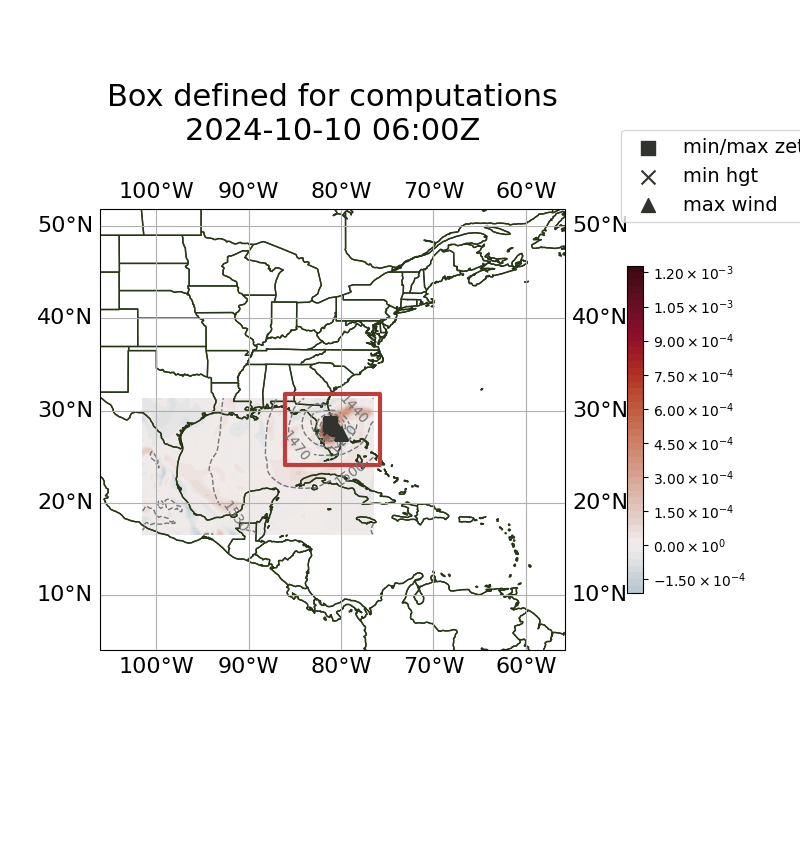 Box defined for computations
2024-10-10 06:00Z
min/max zet
min hgt
max wind
100°W 90°W 80°W 70°W 60°W
50°N 50°N
40°N 40°N
30°N 30°N
20°N 20°N
10°N 10°N
100°W 90°W 80°W 70°W 60°W
1440
1470
1500
1.20 × 10⁻³
1.05 × 10⁻³
9.00 × 10⁻⁴
7.50 × 10⁻⁴
6.00 × 10⁻⁴
4.50 × 10⁻⁴
3.00 × 10⁻⁴
1.50 × 10⁻⁴
0.00 × 10⁰
−1.50 × 10⁻⁴